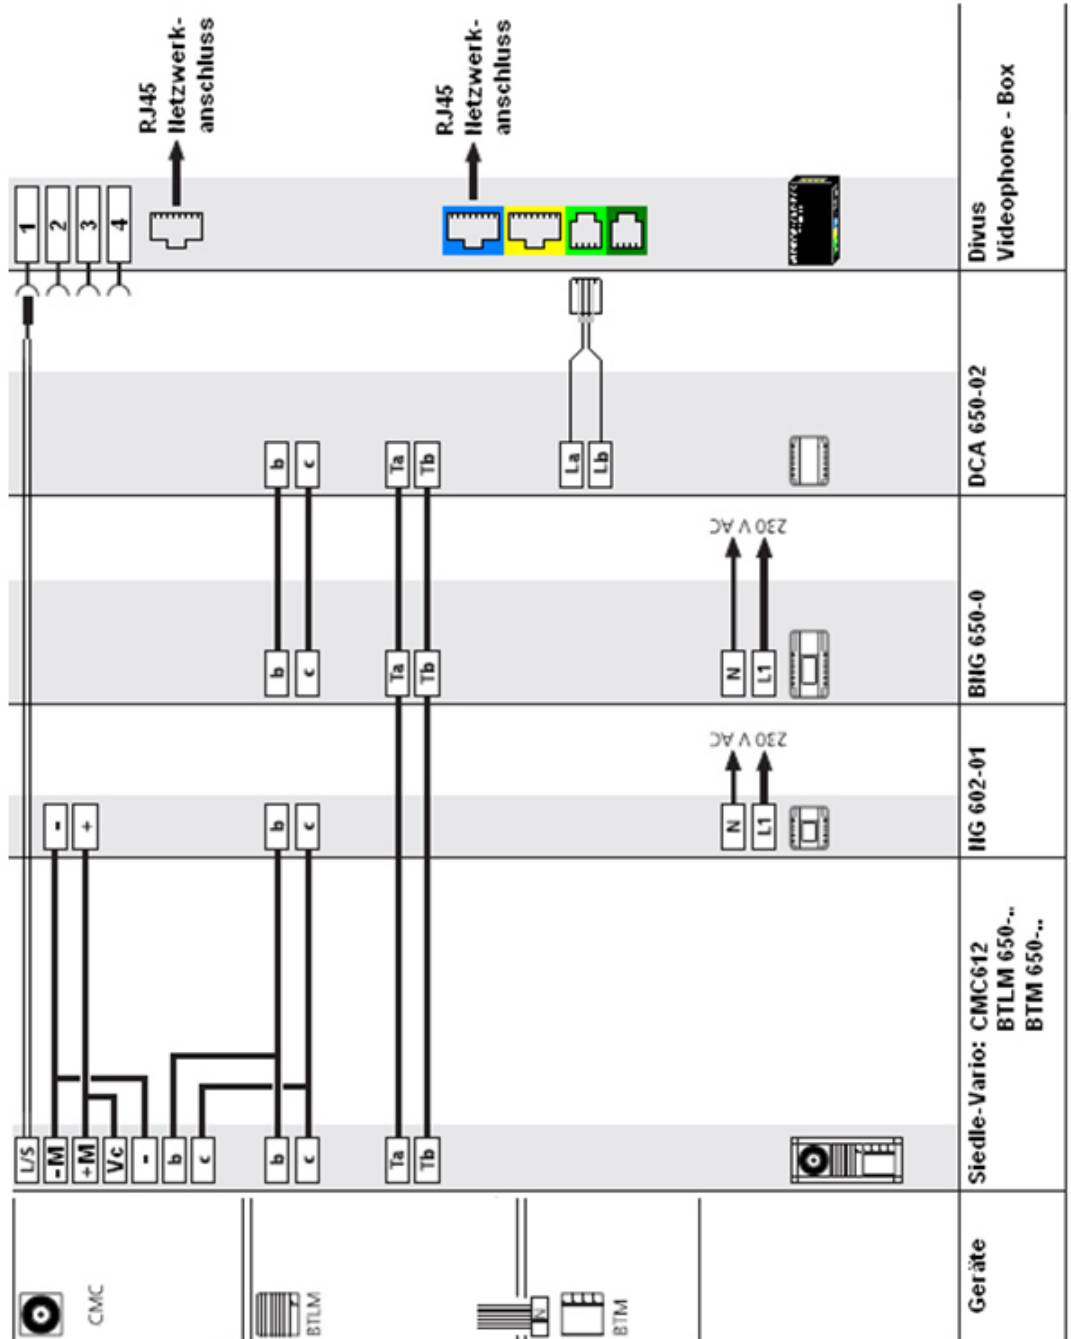 1
2
3
4
RJ45
Netzwerk-
anschluss
RJ45
Netzwerk-
anschluss
Divus
Videophone - Box
b
c
Ta
Tb
La
Lb
DCA 650-02
b
c
Ta
Tb
N
L1
230 V AC
BNG 650-0
-
+
b
c
N
L1
230 V AC
NG 602-01
L/S
-M
+M
Vc
-
b
c
b
c
Ta
Tb
Siedle-Vario: CMC612
BTLM 650-..
BTM 650-..
CMC
BTLM
N
BTM
Geräte